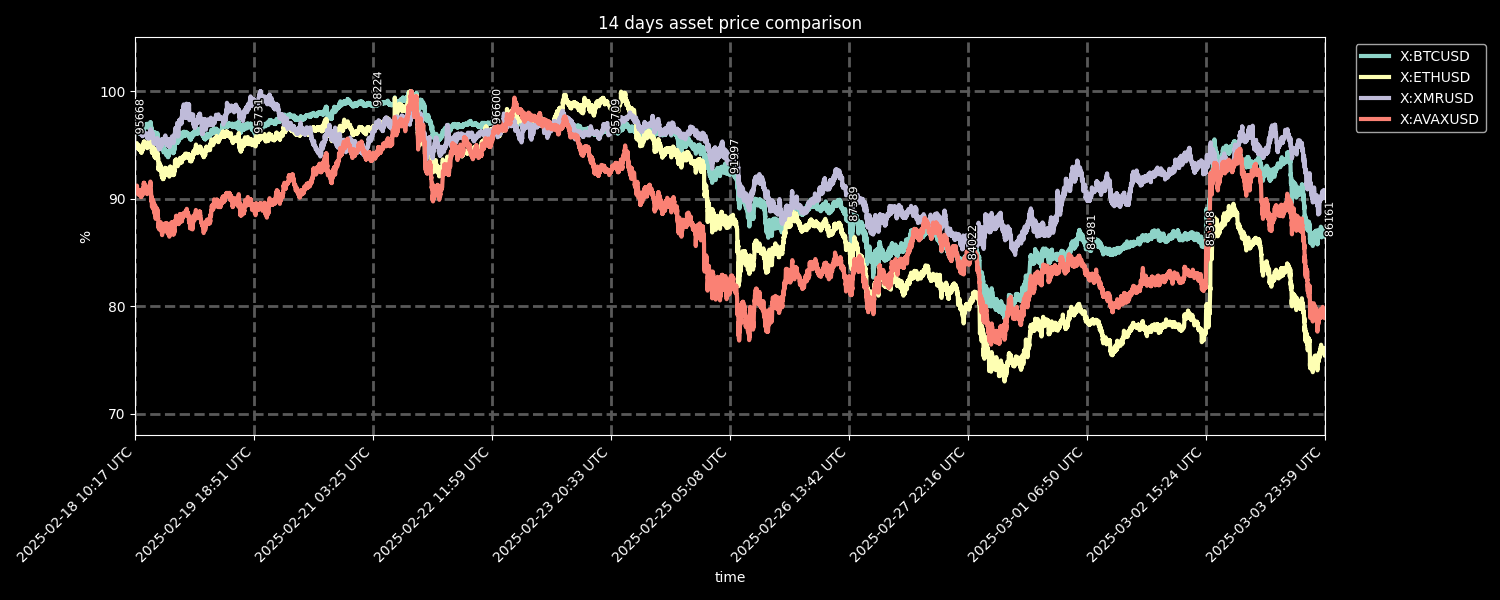 14 days asset price comparison
X:BTCUSD
X:ETHUSD
X:XMRUSD
X:AVAXUSD
%
100
90
80
70
95668
95731
98224
96600
95709
91997
87589
84022
84981
85318
86161
2025-02-18 10:17 UTC
2025-02-19 18:51 UTC
2025-02-21 03:25 UTC
2025-02-22 11:59 UTC
2025-02-23 20:33 UTC
2025-02-25 05:08 UTC
2025-02-26 13:42 UTC
2025-02-27 22:16 UTC
2025-03-01 06:50 UTC
2025-03-02 15:24 UTC
2025-03-03 23:59 UTC
time